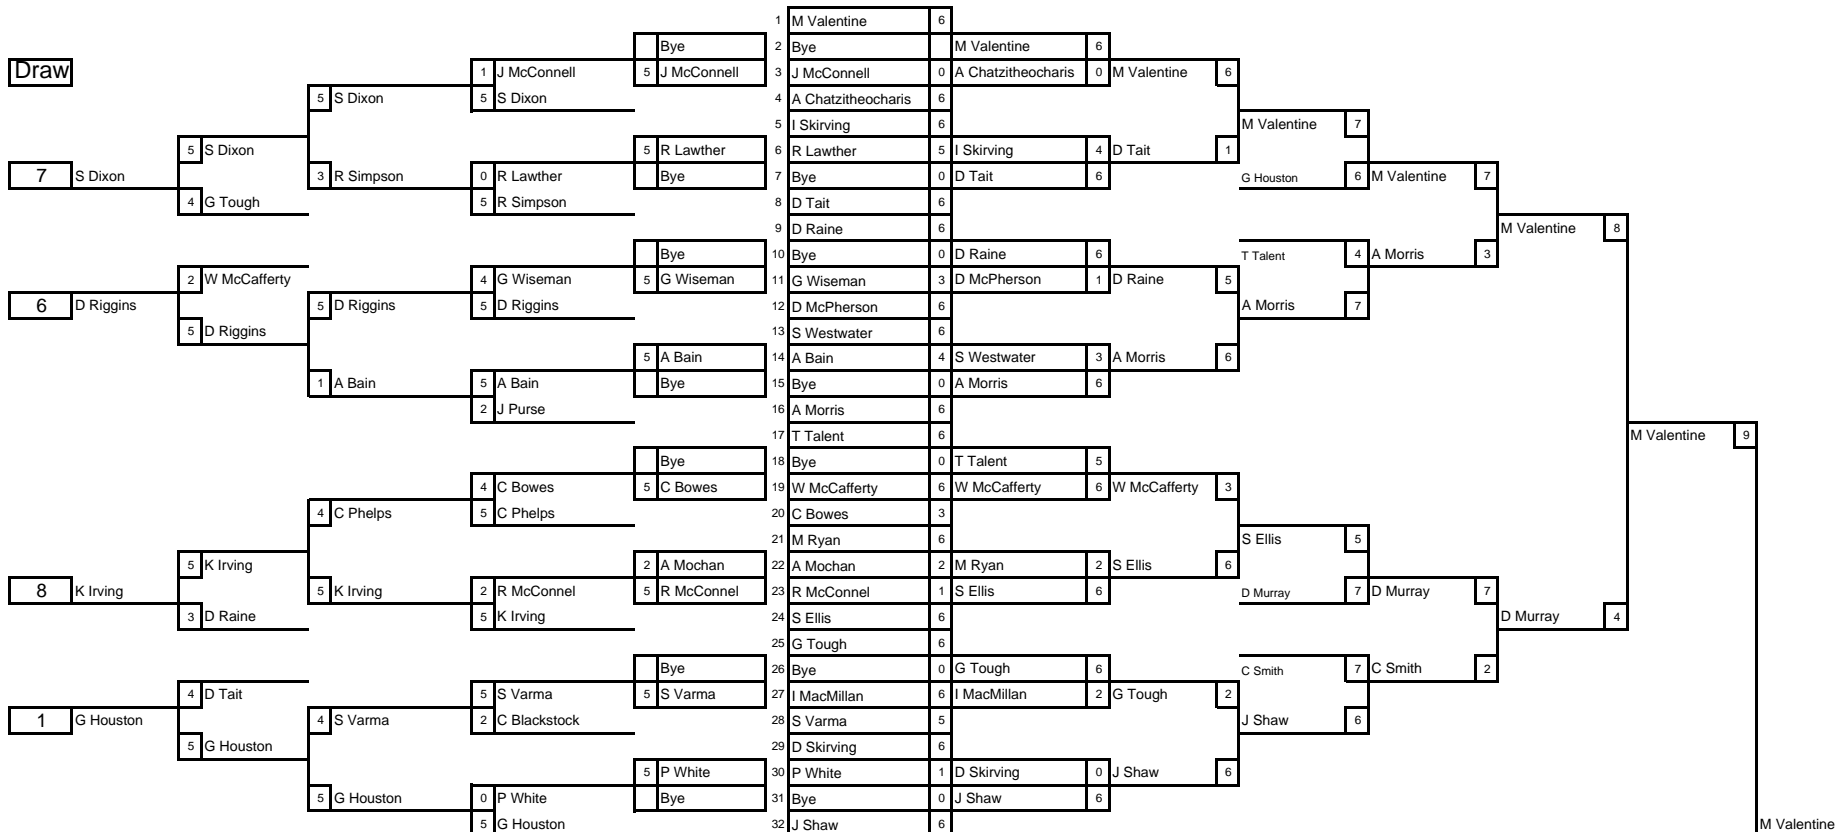 1 M Valentine 6
Bye 2 Bye M Valentine 6
Draw 1 J McConnell 5 J McConnell 3 J McConnell 0 A Chatzitheocharis 0 M Valentine 6
5 S Dixon 5 S Dixon 4 A Chatzitheocharis 6
5 I Skirving 6 M Valentine 7
5 S Dixon 5 R Lawther 6 R Lawther 5 I Skirving 4 D Tait 1
7 S Dixon 3 R Simpson 0 R Lawther Bye 7 Bye 0 D Tait 6 G Houston 6 M Valentine 7
4 G Tough 5 R Simpson 8 D Tait 6
9 D Raine 6 M Valentine 8
Bye 10 Bye 0 D Raine 6 T Talent 4 A Morris 3
2 W McCafferty 4 G Wiseman 5 G Wiseman 11 G Wiseman 3 D McPherson 1 D Raine 5
6 D Riggins 5 D Riggins 5 D Riggins 12 D McPherson 6 A Morris 7
5 D Riggins 13 S Westwater 6
5 A Bain 14 A Bain 4 S Westwater 3 A Morris 6
1 A Bain 5 A Bain Bye 15 Bye 0 A Morris 6
2 J Purse 16 A Morris 6
17 T Talent 6 M Valentine 9
Bye 18 Bye 0 T Talent 5
4 C Bowes 5 C Bowes 19 W McCafferty 6 W McCafferty 6 W McCafferty 3
4 C Phelps 5 C Phelps 20 C Bowes 3
21 M Ryan 6 S Ellis 5
5 K Irving 2 A Mochan 22 A Mochan 2 M Ryan 2 S Ellis 6
8 K Irving 5 K Irving 2 R McConnel 5 R McConnel 23 R McConnel 1 S Ellis 6 D Murray 7 D Murray 7
3 D Raine 5 K Irving 24 S Ellis 6 D Murray 4
25 G Tough 6
Bye 26 Bye 0 G Tough 6 C Smith 7 C Smith 2
4 D Tait 5 S Varma 5 S Varma 27 I MacMillan 6 I MacMillan 2 G Tough 2
1 G Houston 4 S Varma 2 C Blackstock 28 S Varma 5 J Shaw 6
5 G Houston 29 D Skirving 6
5 P White 30 P White 1 D Skirving 0 J Shaw 6
5 G Houston 0 P White Bye 31 Bye 0 J Shaw 6
5 G Houston 32 J Shaw 6 M Valentine